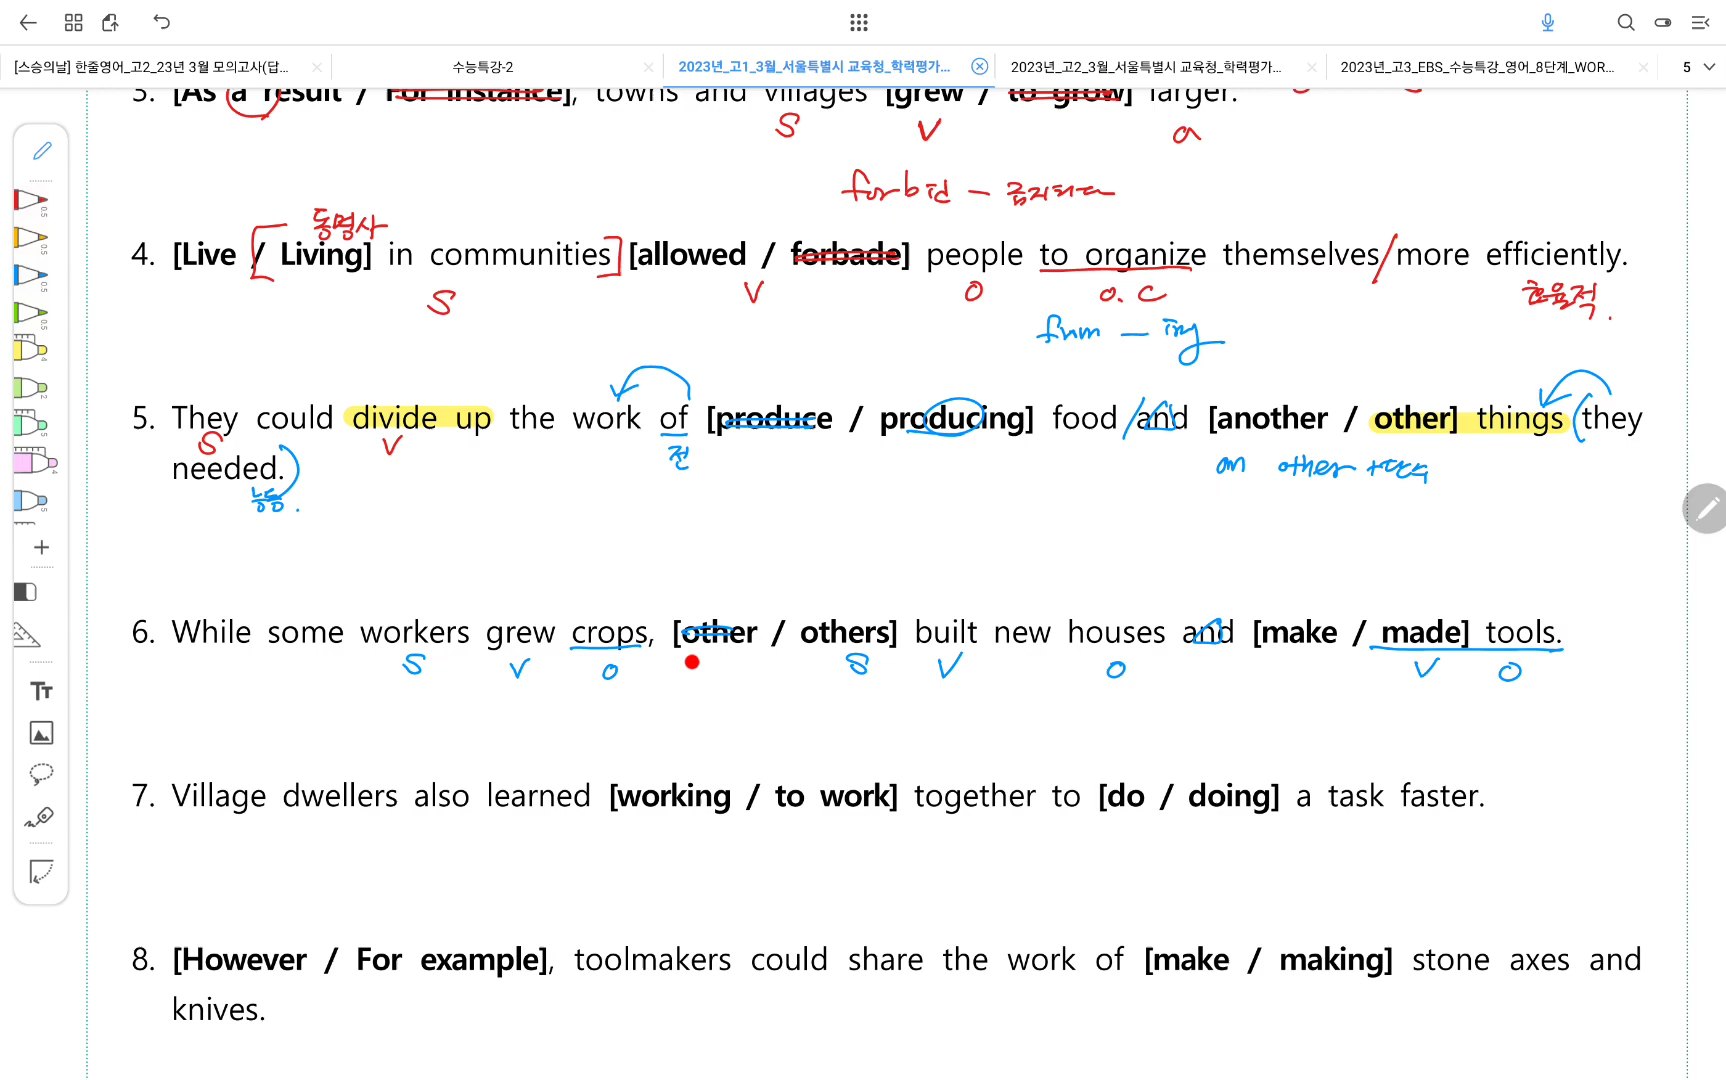 [스승의날] 한줄영어_고2_23년 3월 모의고사(답...
수능특강-2
2023년_고1_3월_서울특별시 교육청_학력평가...
2023년_고2_3월_서울특별시 교육청_학력평가...
2023년_고3_EBS_수능특강_영어_8단계_WOR...
5
3. [As a result / For instance], towns and villages [grew / to grow] larger.
S V a
forbid – 금지하다
동명사
4. [Live / Living] in communities [allowed / forbade] people to organize themselves/more efficiently.
S V O O.C 효율적.
from – ing
5. They could divide up the work of [produce / producing] food / and [another / other] things (they
S V 전 an other + 단수
needed.
능동.
6. While some workers grew crops, [other / others] built new houses and [make / made] tools.
S V O S V O V O
7. Village dwellers also learned [working / to work] together to [do / doing] a task faster.
8. [However / For example], toolmakers could share the work of [make / making] stone axes and
knives.